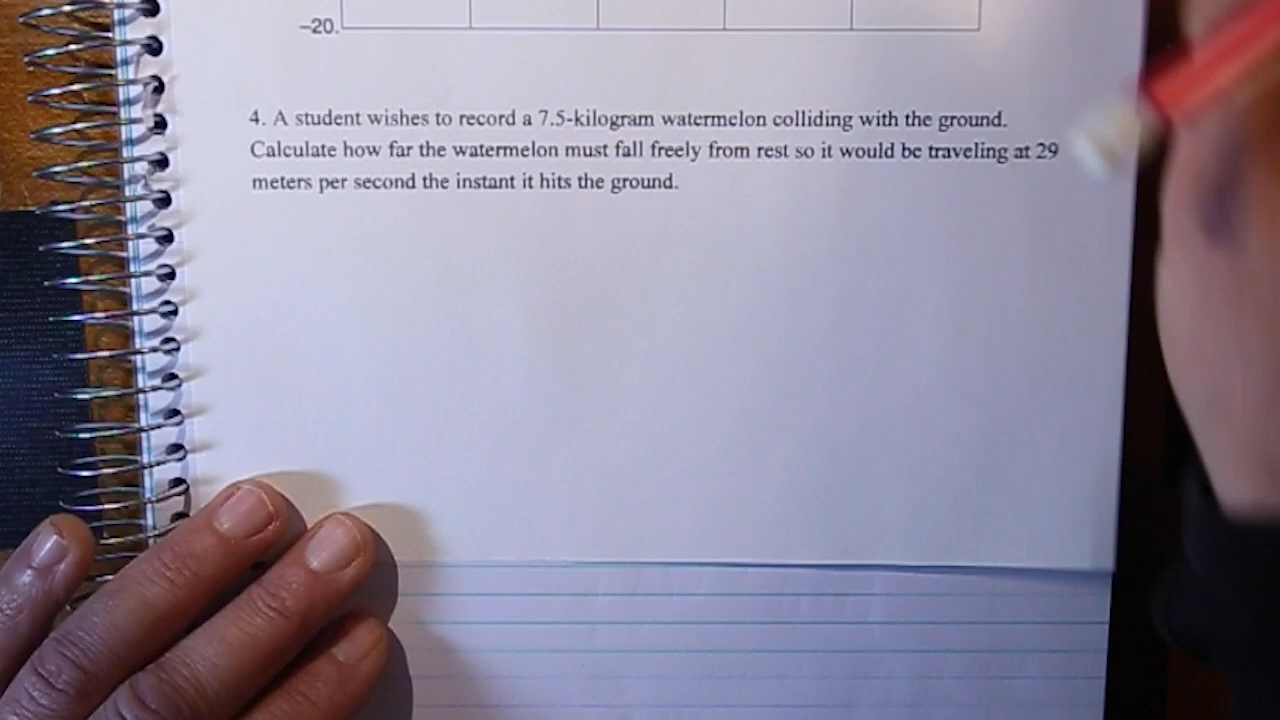 –20.
4. A student wishes to record a 7.5-kilogram watermelon colliding with the ground.
Calculate how far the watermelon must fall freely from rest so it would be traveling at 29
meters per second the instant it hits the ground.